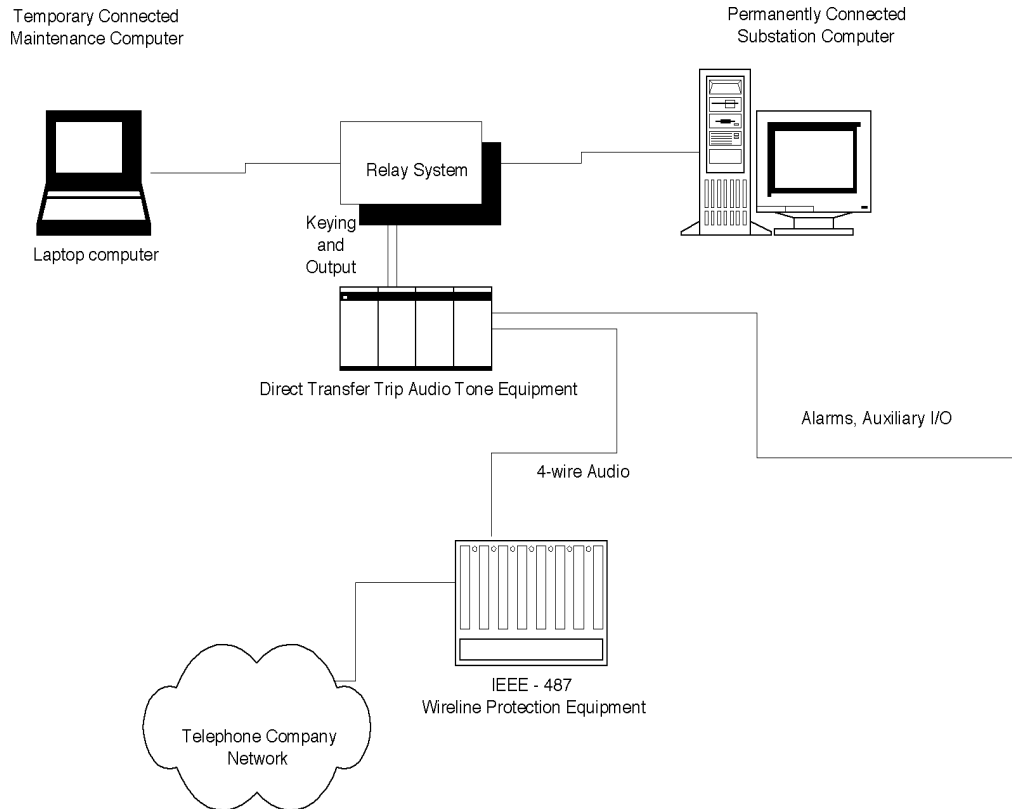 Temporary Connected
Maintenance Computer
Permanently Connected
Substation Computer
Relay System
Laptop computer
Keying
and
Output
Direct Transfer Trip Audio Tone Equipment
Alarms, Auxiliary I/O
4-wire Audio
IEEE - 487
Wireline Protection Equipment
Telephone Company
Network